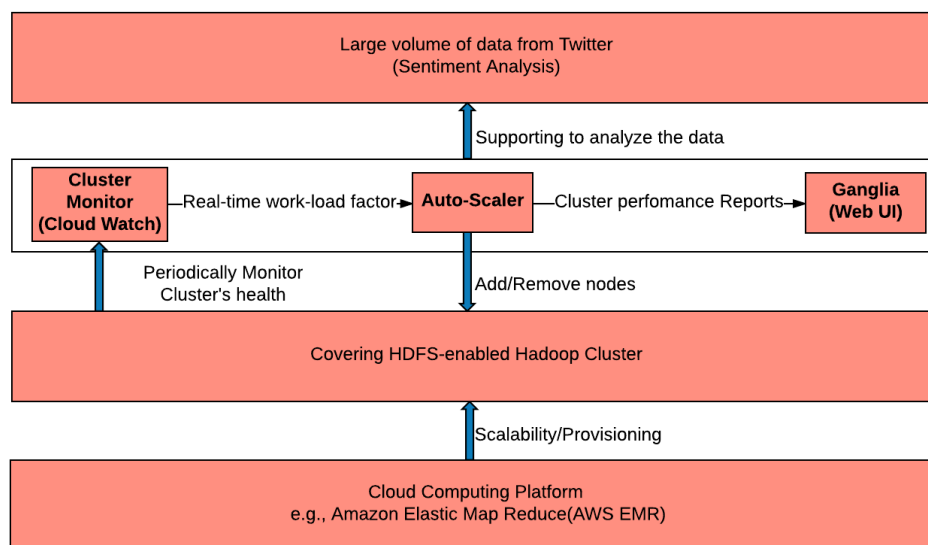 Large volume of data from Twitter
(Sentiment Analysis)
Supporting to analyze the data
Cluster
Monitor
(Cloud Watch)
Real-time work-load factor
Auto-Scaler
Cluster perfomance Reports
Ganglia
(Web UI)
Periodically Monitor
Cluster's health
Add/Remove nodes
Covering HDFS-enabled Hadoop Cluster
Scalability/Provisioning
Cloud Computing Platform
e.g., Amazon Elastic Map Reduce(AWS EMR)